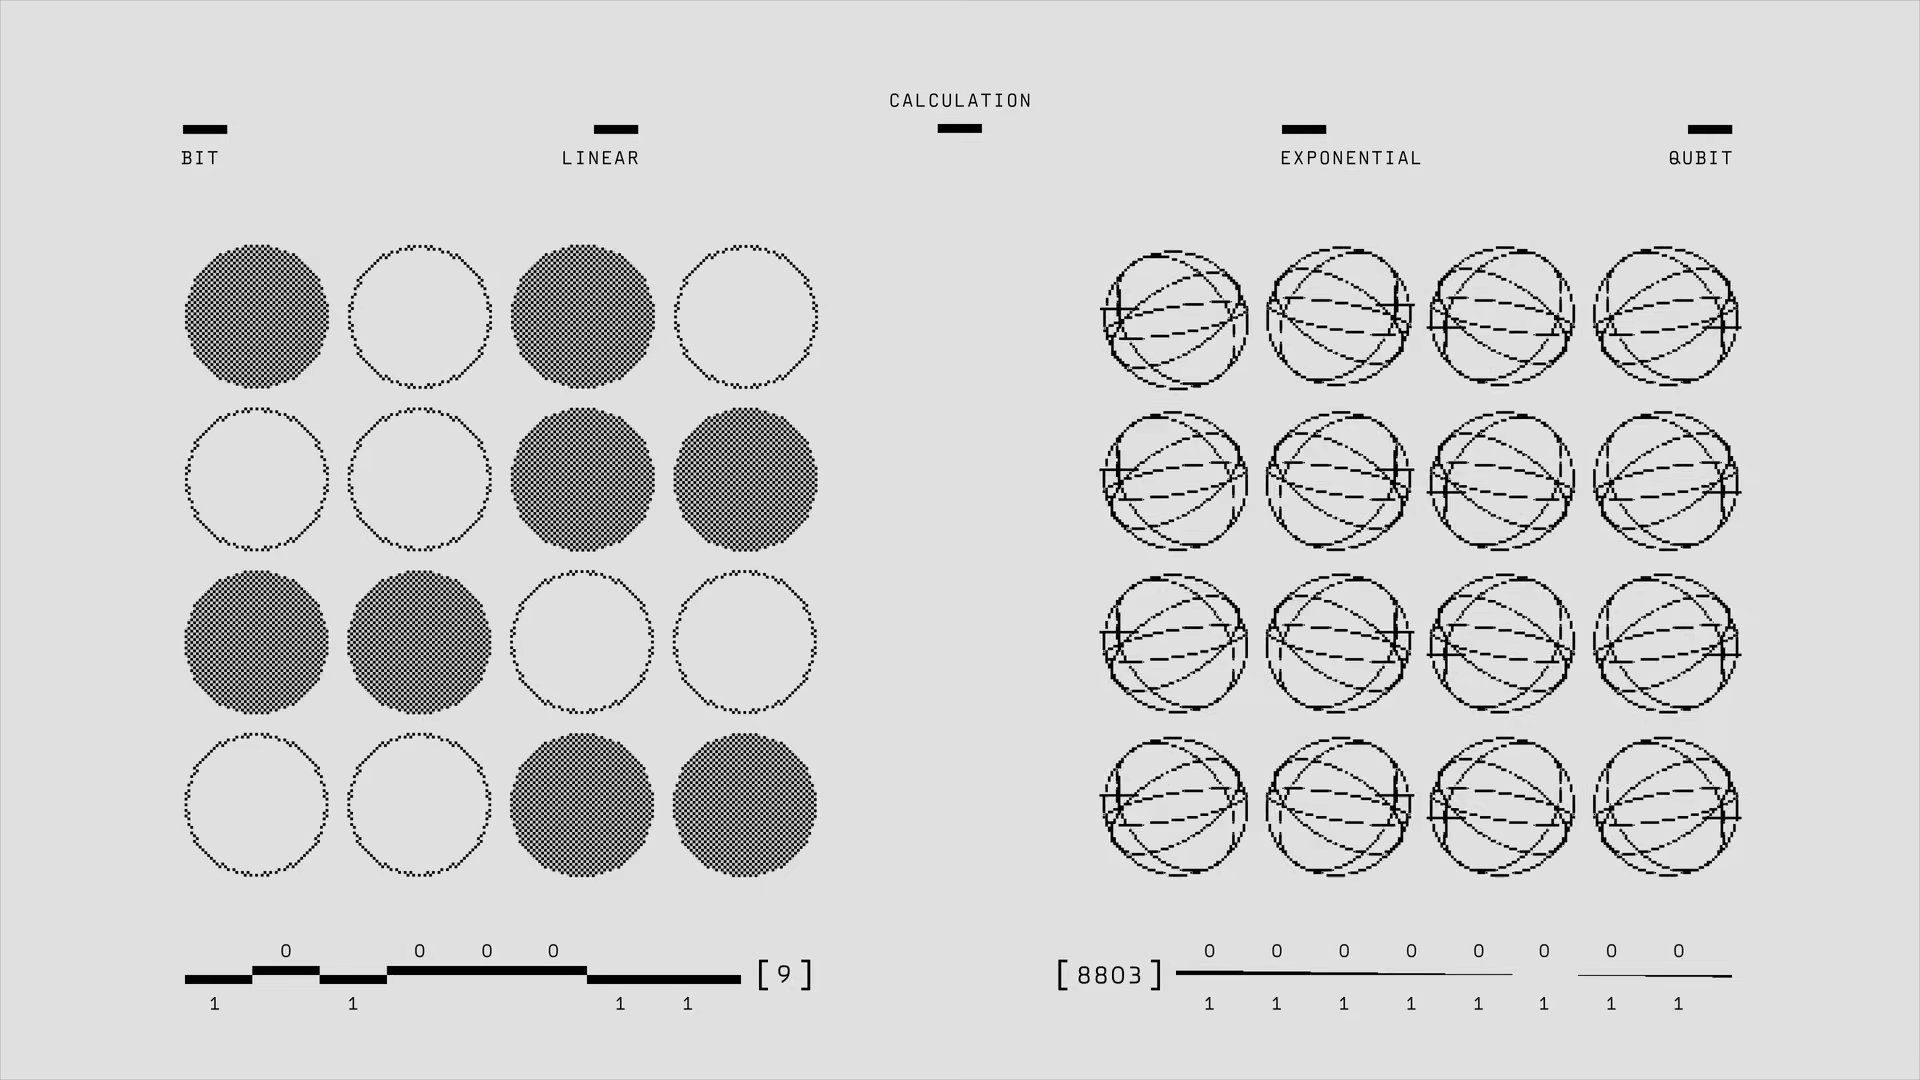 CALCULATION
BIT LINEAR EXPONENTIAL QUBIT
0 0 0 0 0 0 0 0 0 0 0 0
[9] [8803]
1 1 1 1 1 1 1 1 1 1 1 1